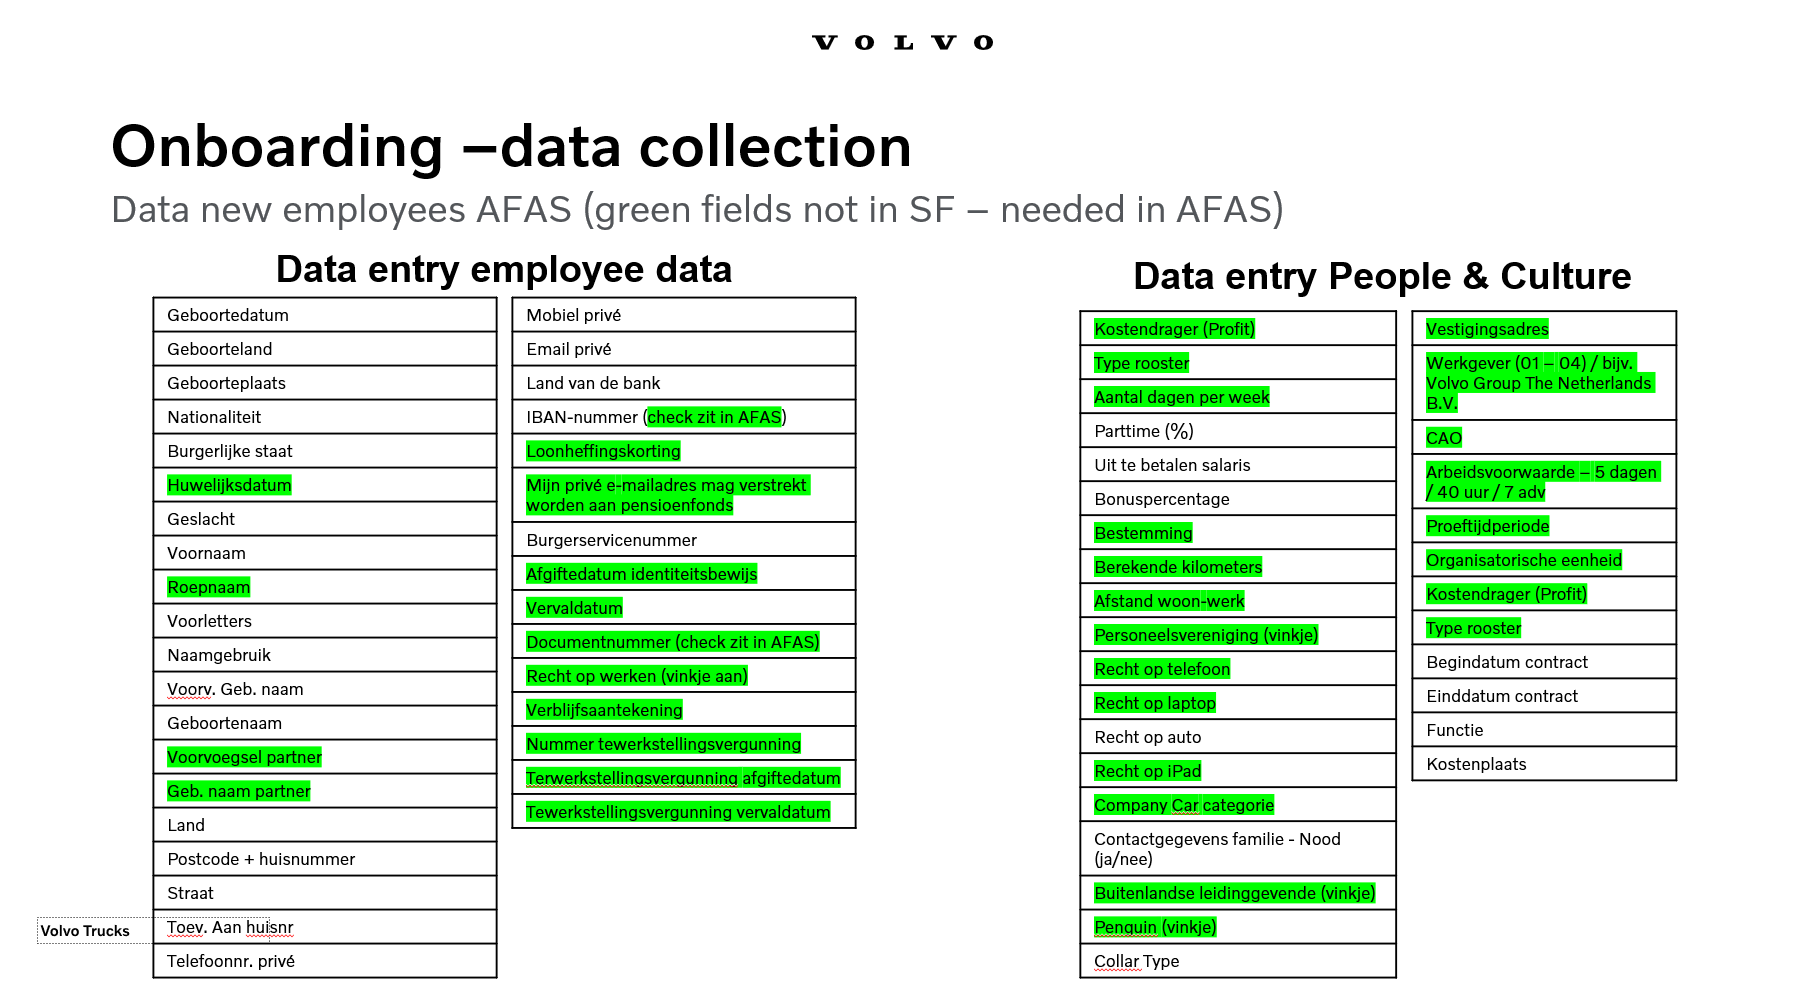 VOLVO
Onboarding –data collection
Data new employees AFAS (green fields not in SF – needed in AFAS)
Data entry employee data
Geboortedatum
Geboorteland
Geboorteplaats
Nationaliteit
Burgerlijke staat
Huwelijksdatum
Geslacht
Voornaam
Roepnaam
Voorletters
Naamgebruik
Voorv. Geb. naam
Geboortenaam
Voorvoegsel partner
Geb. naam partner
Land
Postcode + huisnummer
Straat
Toev. Aan huisnr
Telefoonnr. privé
Mobiel privé
Email privé
Land van de bank
IBAN-nummer (check zit in AFAS)
Loonheffingskorting
Mijn privé e-mailadres mag verstrekt
worden aan pensioenfonds
Burgerservicenummer
Afgiftedatum identiteitsbewijs
Vervaldatum
Documentnummer (check zit in AFAS)
Recht op werken (vinkje aan)
Verblijfsaantekening
Nummer tewerkstellingsvergunning
Terwerkstellingsvergunning afgiftedatum
Tewerkstellingsvergunning vervaldatum
Data entry People & Culture
Kostendrager (Profit)
Type rooster
Aantal dagen per week
Parttime (%)
Uit te betalen salaris
Bonuspercentage
Bestemming
Berekende kilometers
Afstand woon-werk
Personeelsvereniging (vinkje)
Recht op telefoon
Recht op laptop
Recht op auto
Recht op iPad
Company Car categorie
Contactgegevens familie - Nood
(ja/nee)
Buitenlandse leidinggevende (vinkje)
Penguin (vinkje)
Collar Type
Vestigingsadres
Werkgever (01 – 04) / bijv.
Volvo Group The Netherlands
B.V.
CAO
Arbeidsvoorwaarde – 5 dagen
/ 40 uur / 7 adv
Proeftijdperiode
Organisatorische eenheid
Kostendrager (Profit)
Type rooster
Begindatum contract
Einddatum contract
Functie
Kostenplaats
Volvo Trucks